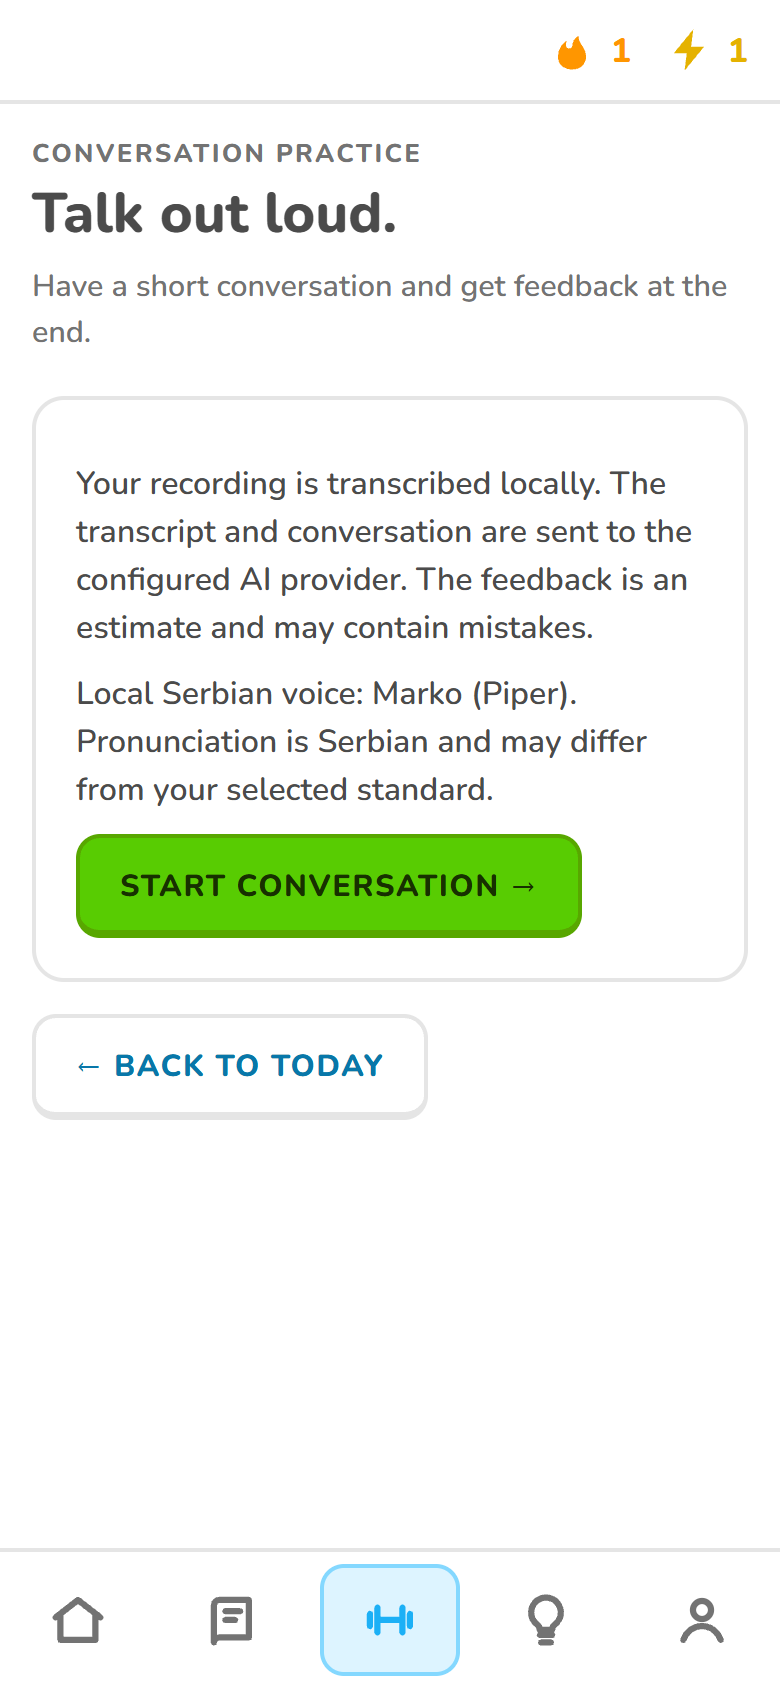 1 1
CONVERSATION PRACTICE
Talk out loud.
Have a short conversation and get feedback at the
end.
Your recording is transcribed locally. The
transcript and conversation are sent to the
configured AI provider. The feedback is an
estimate and may contain mistakes.
Local Serbian voice: Marko (Piper).
Pronunciation is Serbian and may differ
from your selected standard.
START CONVERSATION →
← BACK TO TODAY